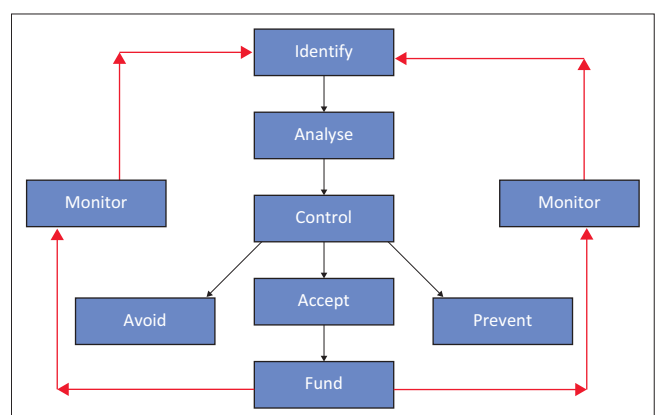 Identify
Analyse
Monitor
Monitor
Control
Accept
Avoid
Prevent
Fund